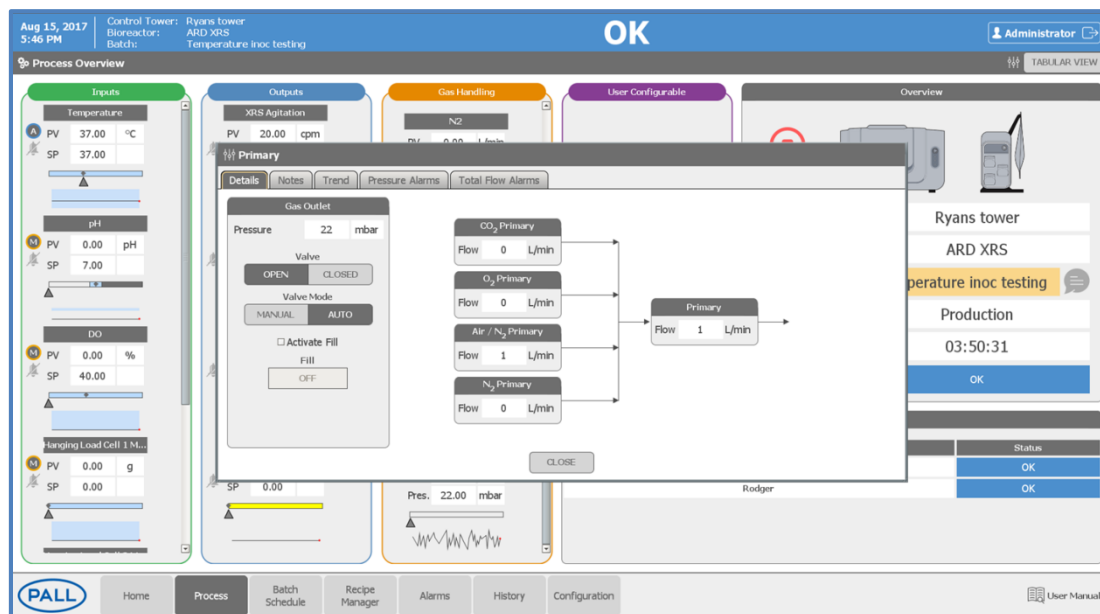 Aug 15, 2017
5:46 PM
Control Tower: Ryans tower
Bioreactor: ARD XRS
Batch: Temperature inoc testing
OK
Administrator
Process Overview
TABULAR VIEW
Inputs
Outputs
Gas Handling
User Configurable
Overview
Temperature
A PV 37.00 °C
SP 37.00
pH
M PV 0.00 pH
SP 7.00
DO
M PV 0.00 %
SP 40.00
Hanging Load Cell 1 M...
M PV 0.00 g
SP 0.00
XRS Agitation
PV 20.00 cpm
SP 0.00
N2
PV 0.00 L/min
Pres. 22.00 mbar
Primary
Details
Notes
Trend
Pressure Alarms
Total Flow Alarms
Gas Outlet
Pressure 22 mbar
Valve
OPEN CLOSED
Valve Mode
MANUAL AUTO
Activate Fill
Fill
OFF
CO2 Primary
Flow 0 L/min
O2 Primary
Flow 0 L/min
Air / N2 Primary
Flow 1 L/min
N2 Primary
Flow 0 L/min
Primary
Flow 1 L/min
CLOSE
Ryans tower
ARD XRS
perature inoc testing
Production
03:50:31
OK
Status
OK
Rodger OK
PALL
Home
Process
Batch
Schedule
Recipe
Manager
Alarms
History
Configuration
User Manual